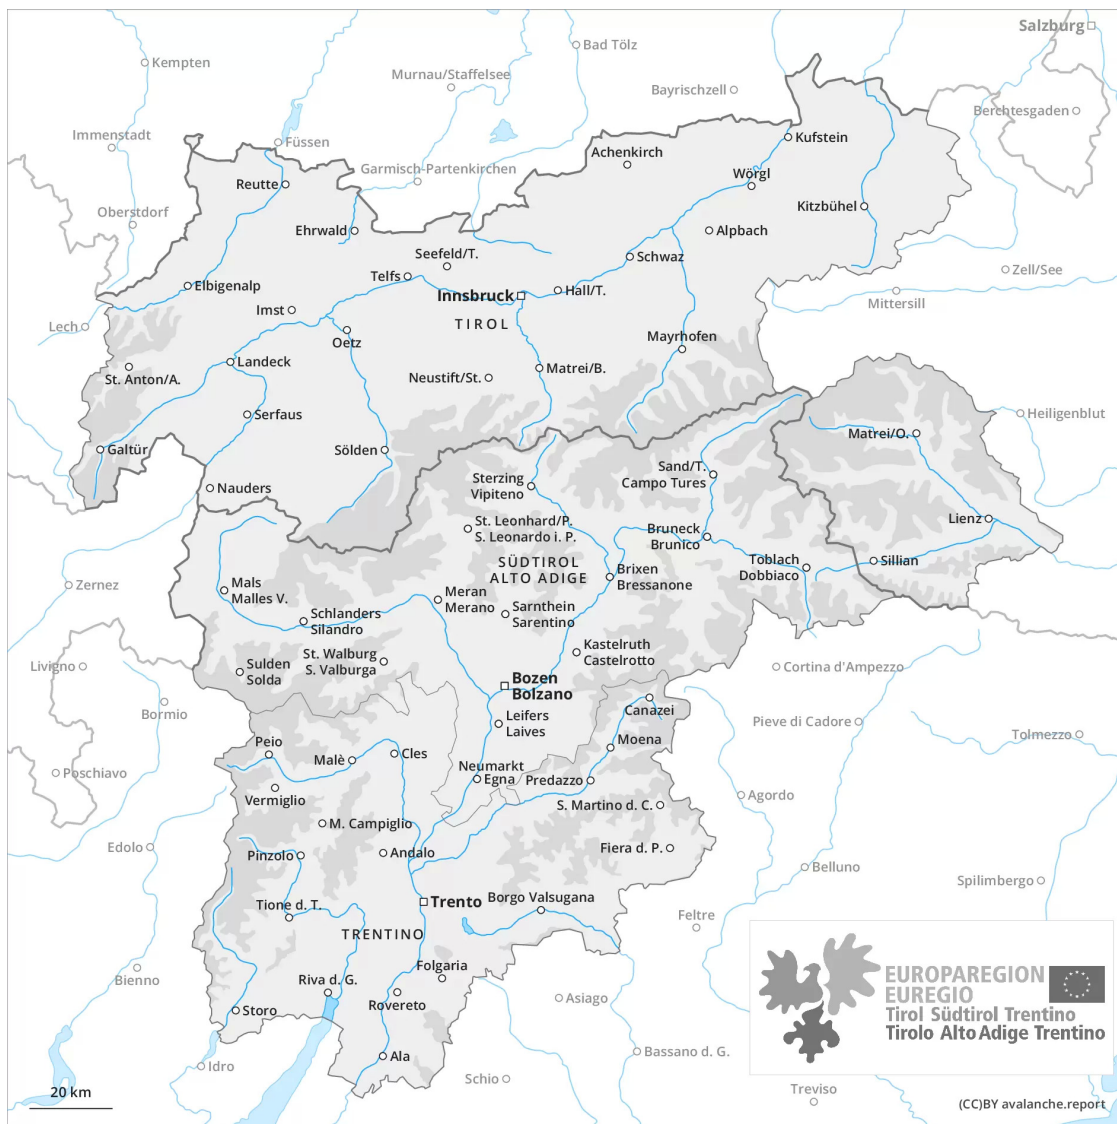 Salzburg
Bad Tölz
Kempten
Murnau/Staffelsee
Bayrischzell
Berchtesgaden
Immenstadt
Füssen
Kufstein
Achenkirch
Garmisch-Partenkirchen
Wörgl
Reutte
Oberstdorf
Kitzbühel
Ehrwald
Alpbach
Seefeld/T.
Schwaz
Zell/See
Telfs
Elbigenalp
Hall/T.
Innsbruck
Mittersill
Imst
TIROL
Lech
Oetz
Mayrhofen
Landeck
Matrei/B.
St. Anton/A.
Neustift/St.
Serfaus
Heiligenblut
Matrei/O.
Galtür
Sölden
Sand/T.
Campo Tures
Sterzing
Vipiteno
Nauders
Lienz
St. Leonhard/P.
S. Leonardo i. P.
Bruneck
Brunico
SÜDTIROL
ALTO ADIGE
Toblach
Dobbiaco
Sillian
Brixen
Bressanone
Zernez
Mals
Malles V.
Meran
Merano
Sarnthein
Sarentino
Schlanders
Silandro
Kastelruth
Castelrotto
St. Walburg
S. Valburga
Livigno
Sulden
Solda
Cortina d'Ampezzo
Bozen
Bolzano
Canazei
Bormio
Leifers
Laives
Pieve di Cadore
Tolmezzo
Moena
Peio
Malè
Cles
Neumarkt
Egna
Predazzo
Poschiavo
Vermiglio
Agordo
S. Martino d. C.
M. Campiglio
Edolo
Pinzolo
Andalo
Fiera d. P.
Belluno
Spilimbergo
Borgo Valsugana
Trento
Tione d. T.
Feltre
TRENTINO
Folgaria
Bienno
Riva d. G.
Rovereto
Asiago
Storo
EUROPAREGION
EUREGIO
Tirol Südtirol Trentino
Tirolo Alto Adige Trentino
Ala
Bassano d. G.
Idro
Schio
Treviso
20 km
(CC)BY avalanche.report